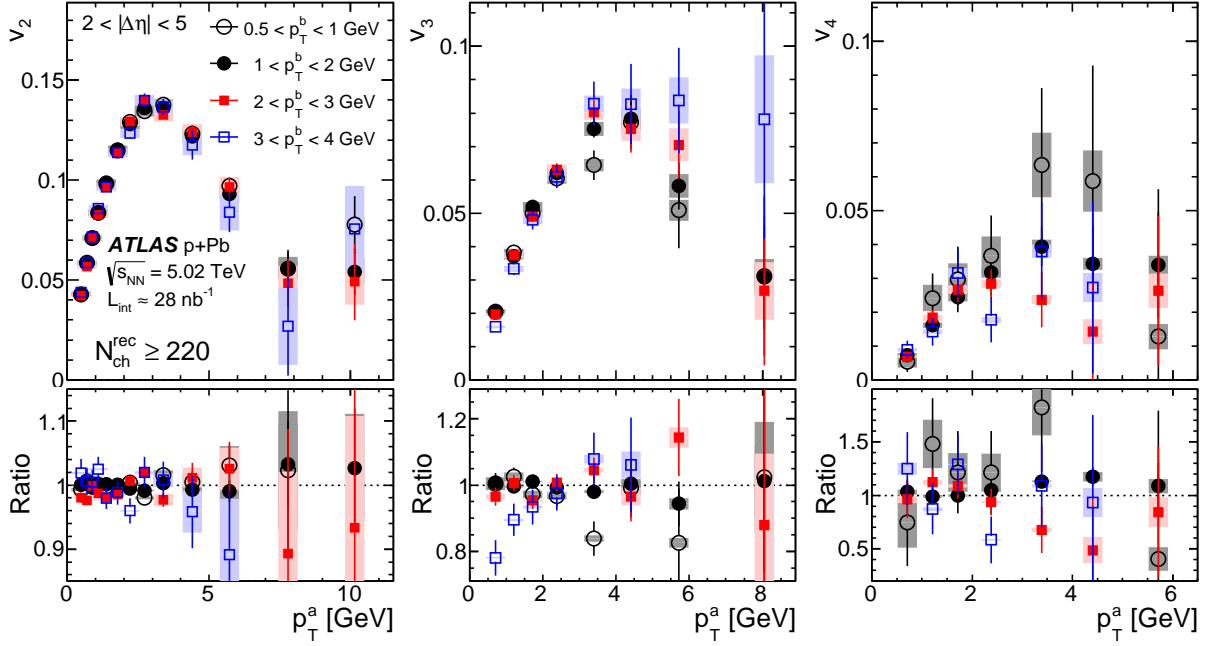 v₂
2 < |Δη| < 5
0.5 < p_T^b < 1 GeV
1 < p_T^b < 2 GeV
2 < p_T^b < 3 GeV
3 < p_T^b < 4 GeV
ATLAS p+Pb
√s_NN = 5.02 TeV
L_int ≈ 28 nb⁻¹
N_ch^rec ≥ 220
0.15
0.1
0.05
0
Ratio
1.1
1
0.9
0 5 10
p_T^a [GeV]
v₃
0.1
0.05
0
Ratio
1.2
1
0.8
0 2 4 6 8
p_T^a [GeV]
v₄
0.1
0.05
0
Ratio
1.5
1
0.5
0 2 4 6
p_T^a [GeV]